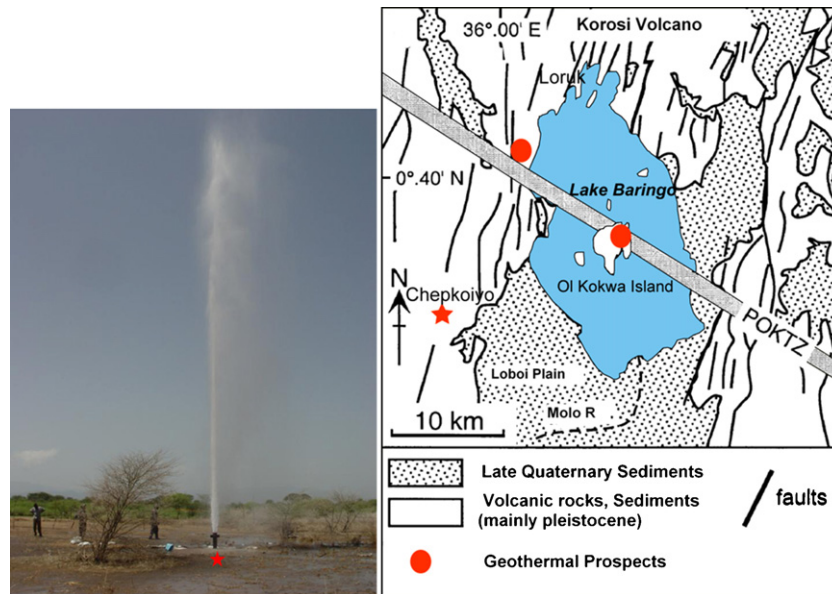 36°.00' E
Korosi Volcano
Loruk
0°.40' N
Lake Baringo
N
Chepkoiyo
Ol Kokwa Island
POKTZ
Loboi Plain
10 km
Molo R
Late Quaternary Sediments
Volcanic rocks, Sediments
(mainly pleistocene)
faults
Geothermal Prospects